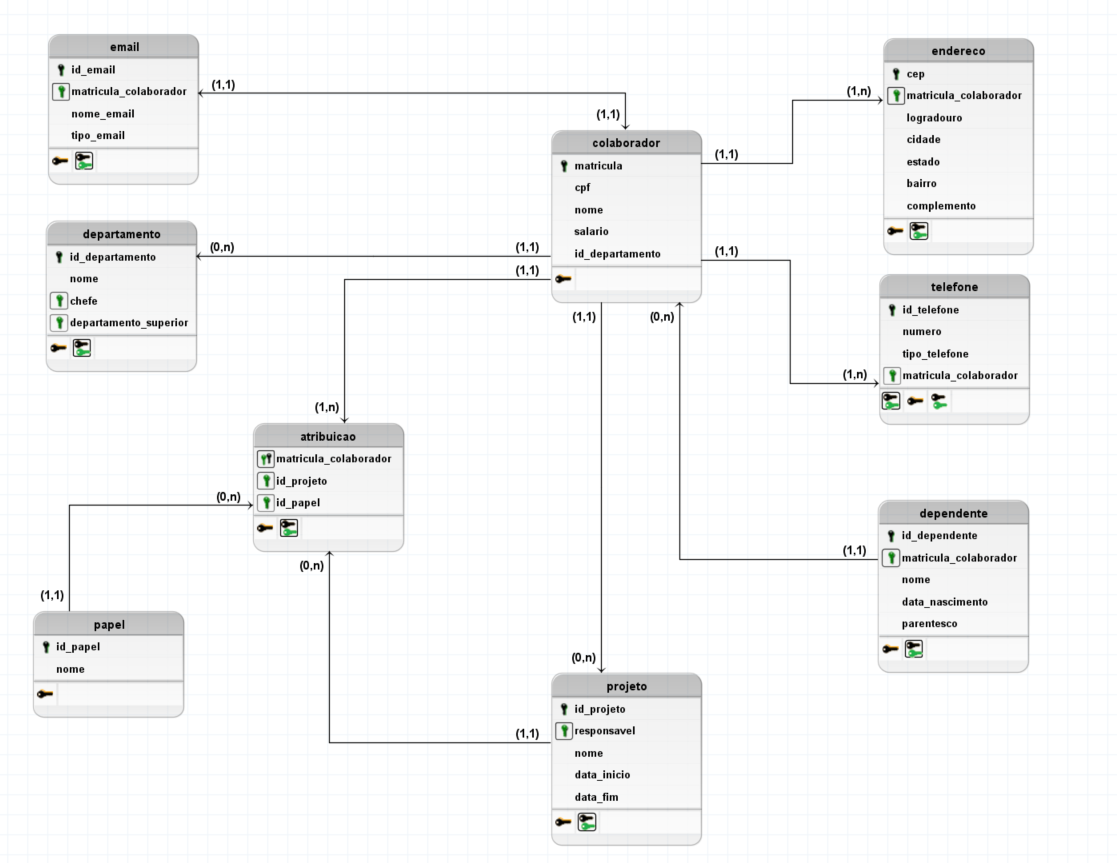 email
id_email
matricula_colaborador
nome_email
tipo_email
(1,1)
(1,1)
colaborador
matricula
cpf
nome
salario
id_departamento
(1,1)
(1,n)
endereco
cep
matricula_colaborador
logradouro
cidade
estado
bairro
complemento
departamento
id_departamento
nome
chefe
departamento_superior
(0,n)
(1,1)
(1,1)
(1,1)
(1,n)
telefone
id_telefone
numero
tipo_telefone
matricula_colaborador
(1,1)
(0,n)
(1,n)
atribuicao
matricula_colaborador
id_projeto
id_papel
(0,n)
(0,n)
(1,1)
papel
id_papel
nome
(1,1)
dependente
id_dependente
matricula_colaborador
nome
data_nascimento
parentesco
(0,n)
(1,1)
projeto
id_projeto
responsavel
nome
data_inicio
data_fim